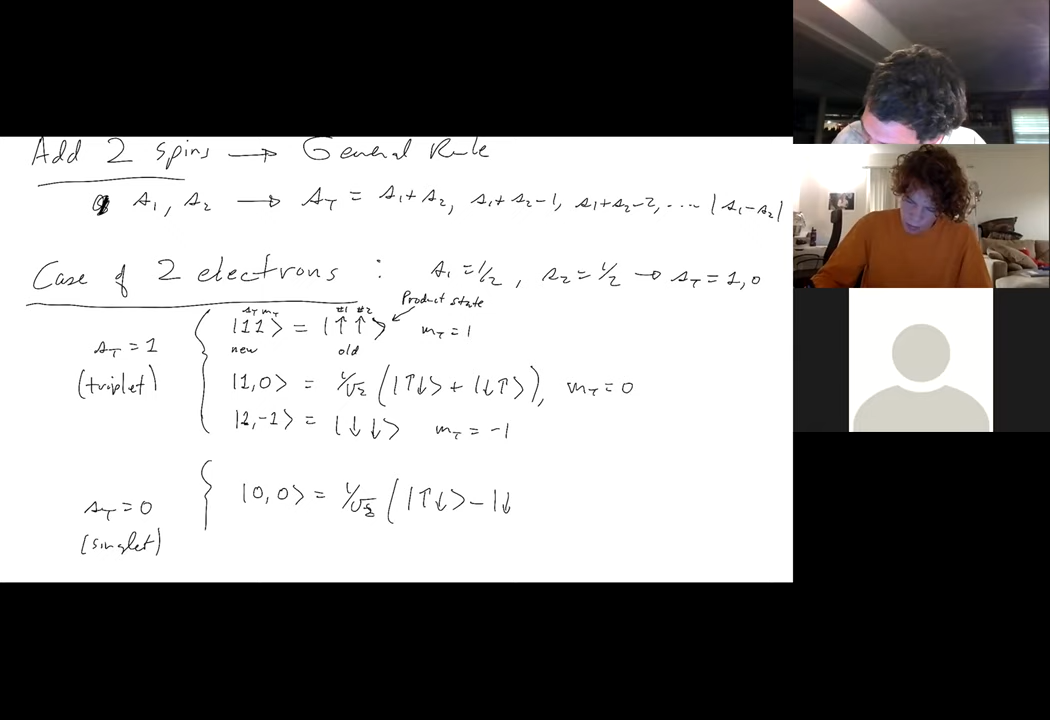 Add 2 spins → General Rule
s₁, s₂ → s_T = s₁+s₂, s₁+s₂-1, s₁+s₂-2, .... |s₁-s₂|
Case of 2 electrons : s₁ = 1/2, s₂ = 1/2 → s_T = 1, 0
Product state
s_T m_T #1 #2
|11> = |↑↑> m_T = 1
new old
s_T = 1
(triplet)
|1,0> = 1/√2 (|↑↓> + |↓↑>), m_T = 0
|1,-1> = |↓↓> m_T = -1
|0,0> = 1/√2 (|↑↓> - |↓
s_T = 0
(singlet)